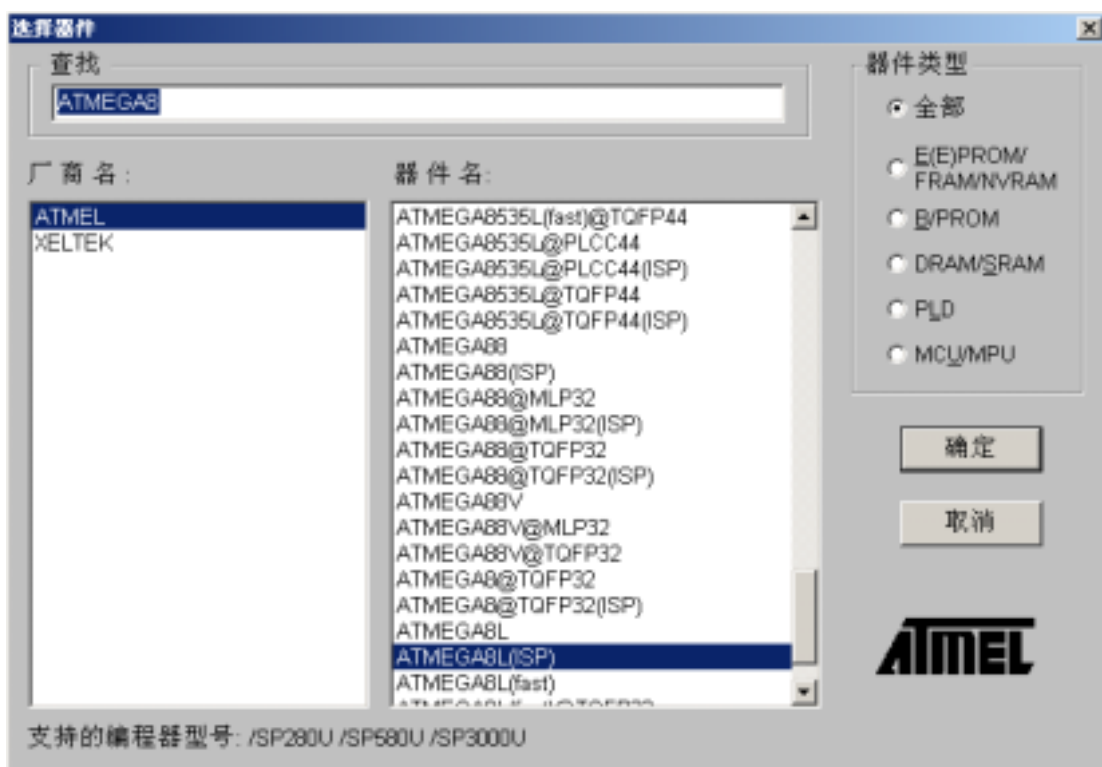 选择器件
查找
ATMEGA8
厂商名:
ATMEL
XELTEK
器件名:
ATMEGA8535L(fast)@TQFP44
ATMEGA8535L@PLCC44
ATMEGA8535L@PLCC44(ISP)
ATMEGA8535L@TQFP44
ATMEGA8535L@TQFP44(ISP)
ATMEGA88
ATMEGA88(ISP)
ATMEGA88@MLP32
ATMEGA88@MLP32(ISP)
ATMEGA88@TQFP32
ATMEGA88@TQFP32(ISP)
ATMEGA88V
ATMEGA88V@MLP32
ATMEGA88V@TQFP32
ATMEGA8@TQFP32
ATMEGA8@TQFP32(ISP)
ATMEGA8L
ATMEGA8L(ISP)
ATMEGA8L(fast)
器件类型
全部
E(E)PROM/
FRAM/NVRAM
B/PROM
DRAM/SRAM
PLD
MCU/MPU
确定
取消
ATMEL
支持的编程器型号: /SP280U /SP580U /SP3000U